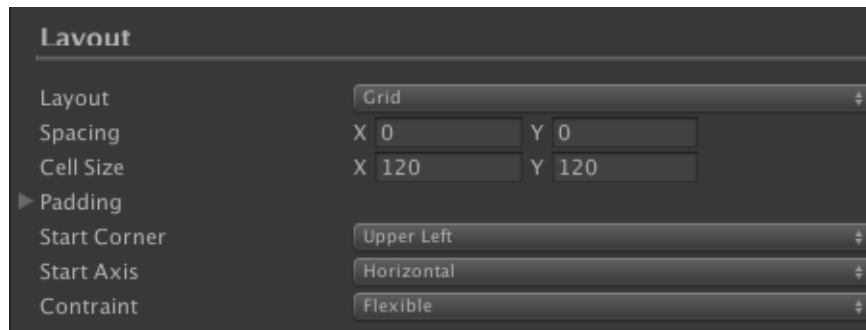 Layout
Layout Grid
Spacing X 0 Y 0
Cell Size X 120 Y 120
Padding
Start Corner Upper Left
Start Axis Horizontal
Contraint Flexible